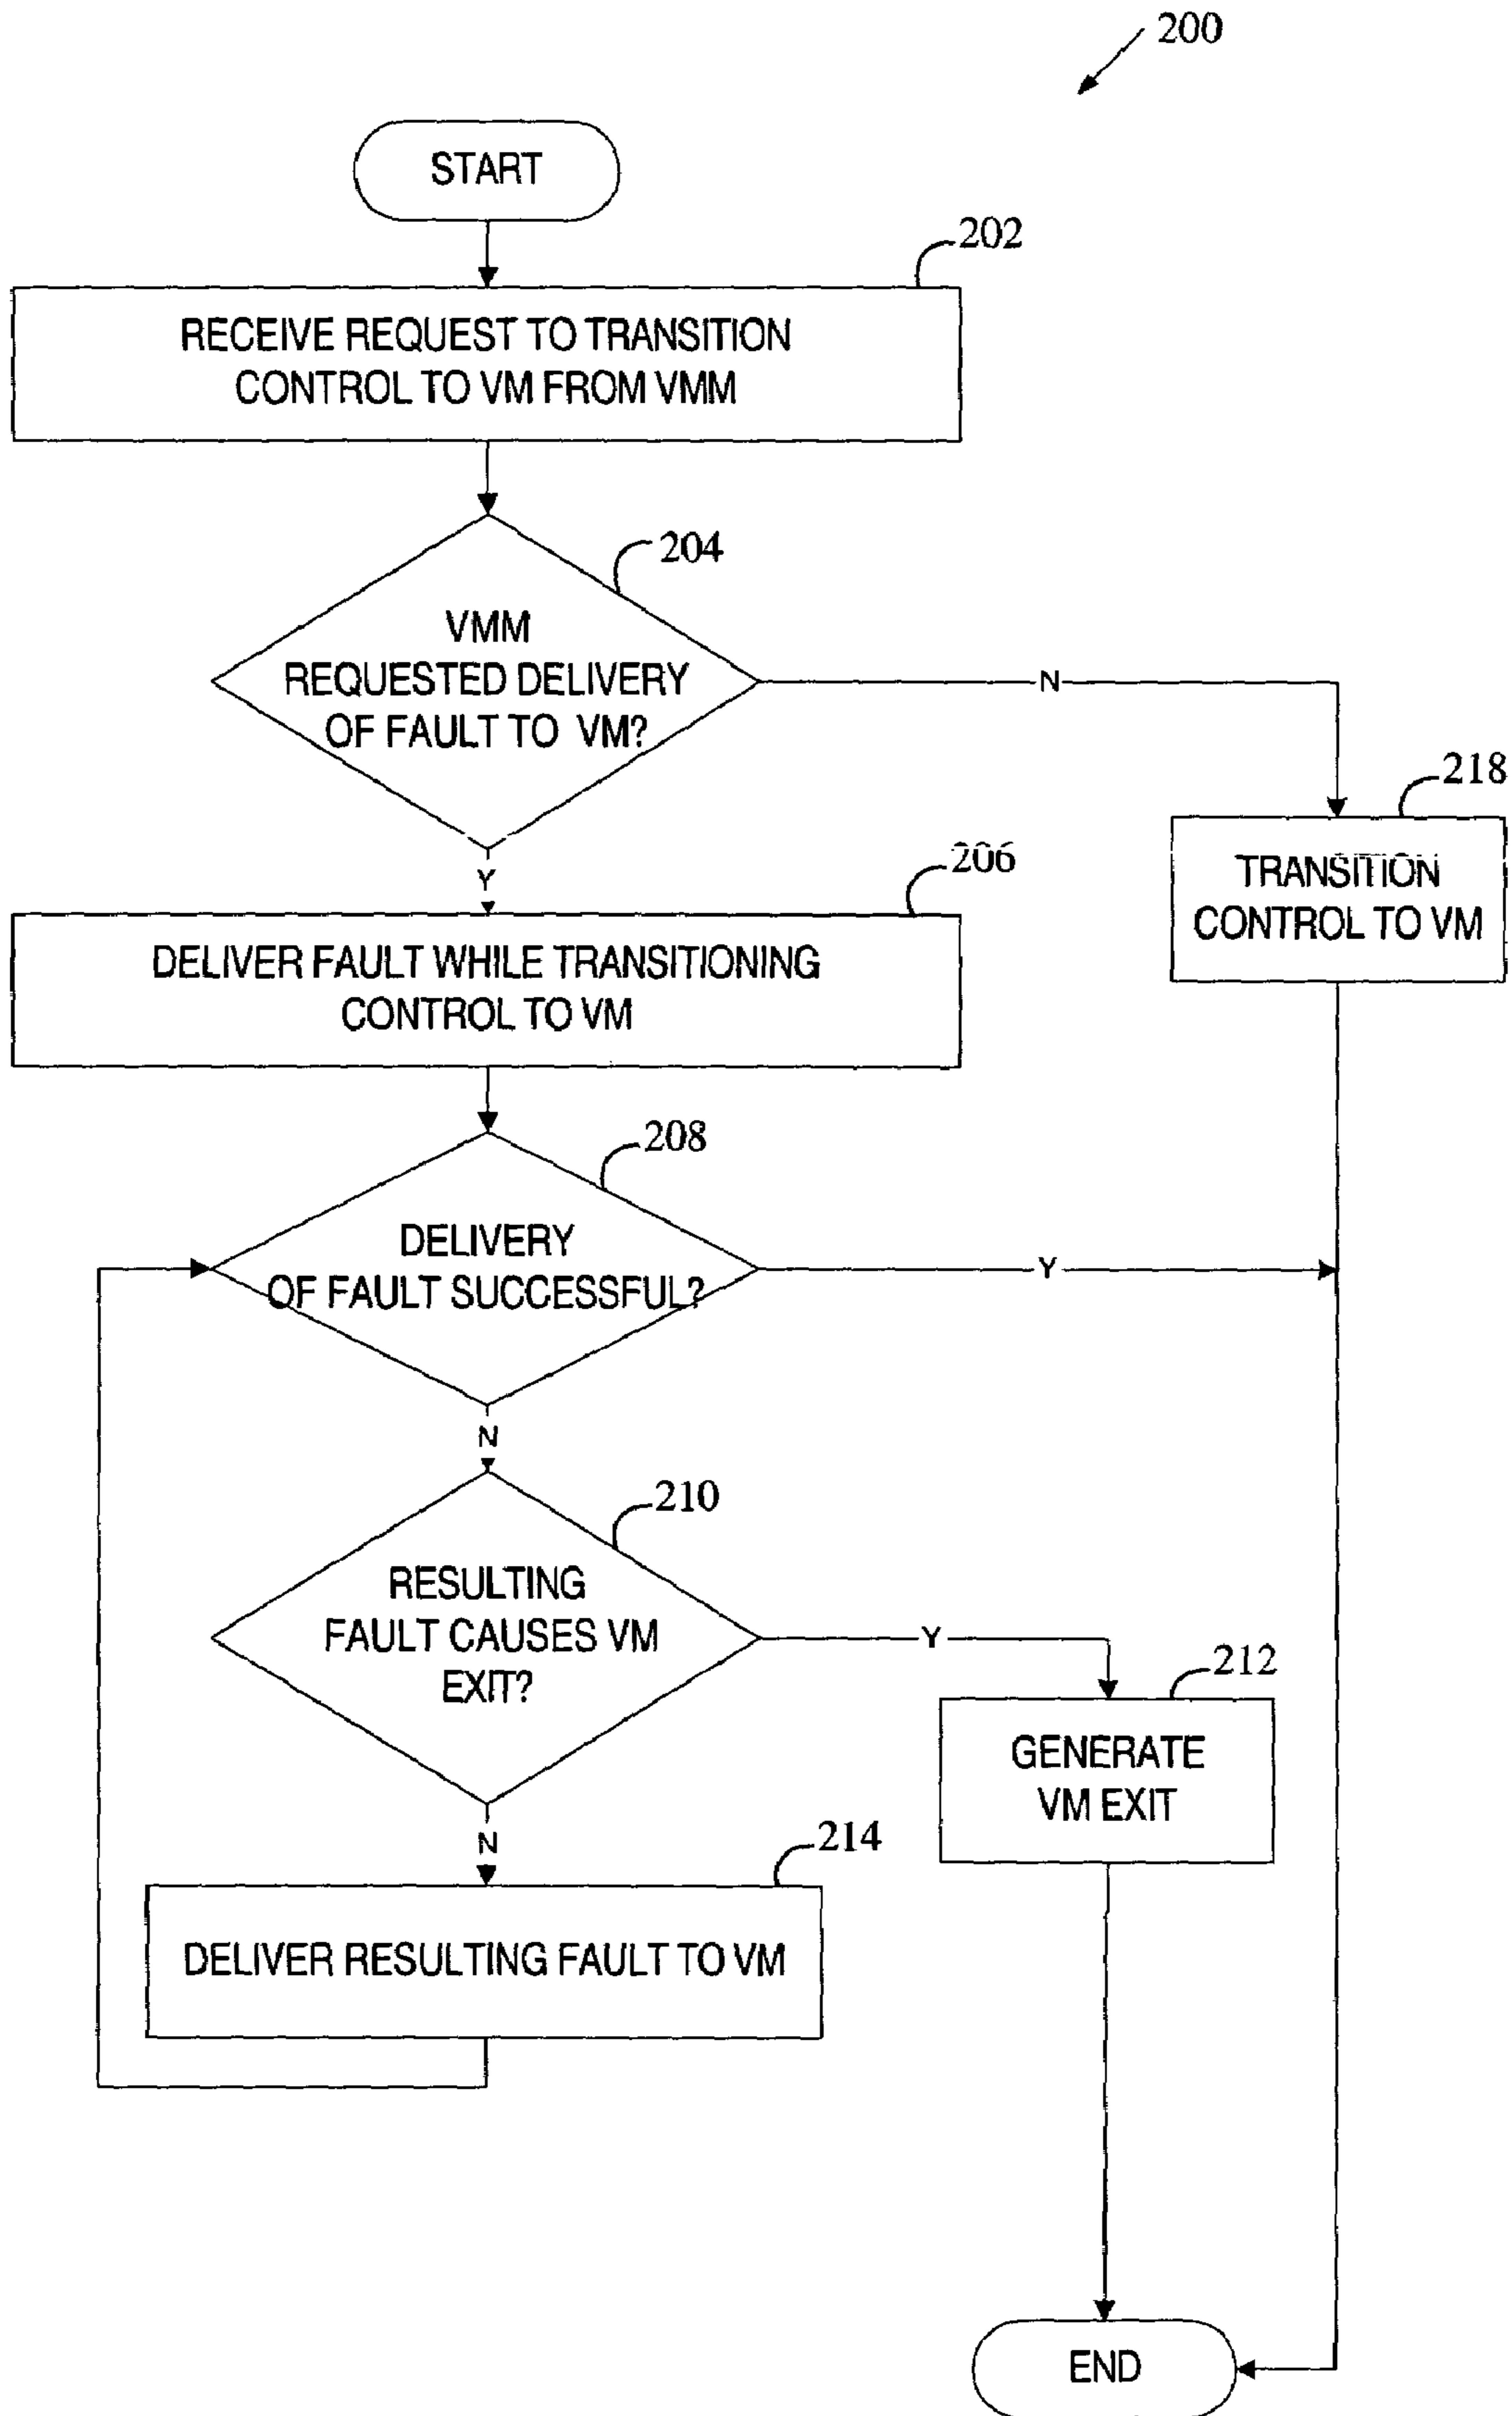 200
START
202
RECEIVE REQUEST TO TRANSITION
CONTROL TO VM FROM VMM
204
VMM
REQUESTED DELIVERY
OF FAULT TO VM?
N
218
TRANSITION
CONTROL TO VM
Y
206
DELIVER FAULT WHILE TRANSITIONING
CONTROL TO VM
208
DELIVERY
OF FAULT SUCCESSFUL?
Y
N
210
RESULTING
FAULT CAUSES VM
EXIT?
Y
212
GENERATE
VM EXIT
N
214
DELIVER RESULTING FAULT TO VM
END